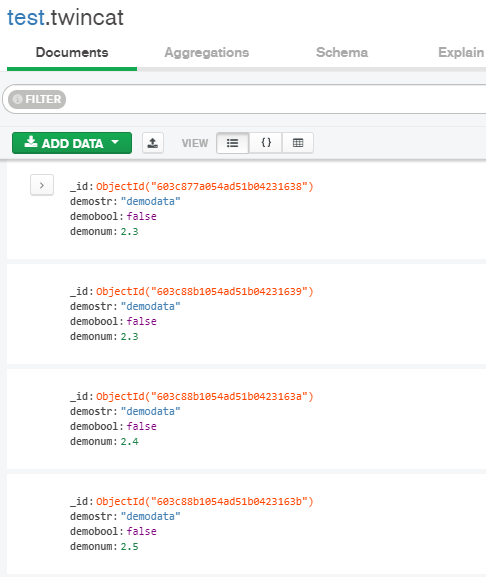 test.twincat
Documents Aggregations Schema Explain
FILTER
ADD DATA VIEW { }
_id: ObjectId("603c877a054ad51b04231638")
demostr: "demodata"
demobool: false
demonum: 2.3
_id: ObjectId("603c88b1054ad51b04231639")
demostr: "demodata"
demobool: false
demonum: 2.3
_id: ObjectId("603c88b1054ad51b0423163a")
demostr: "demodata"
demobool: false
demonum: 2.4
_id: ObjectId("603c88b1054ad51b0423163b")
demostr: "demodata"
demobool: false
demonum: 2.5